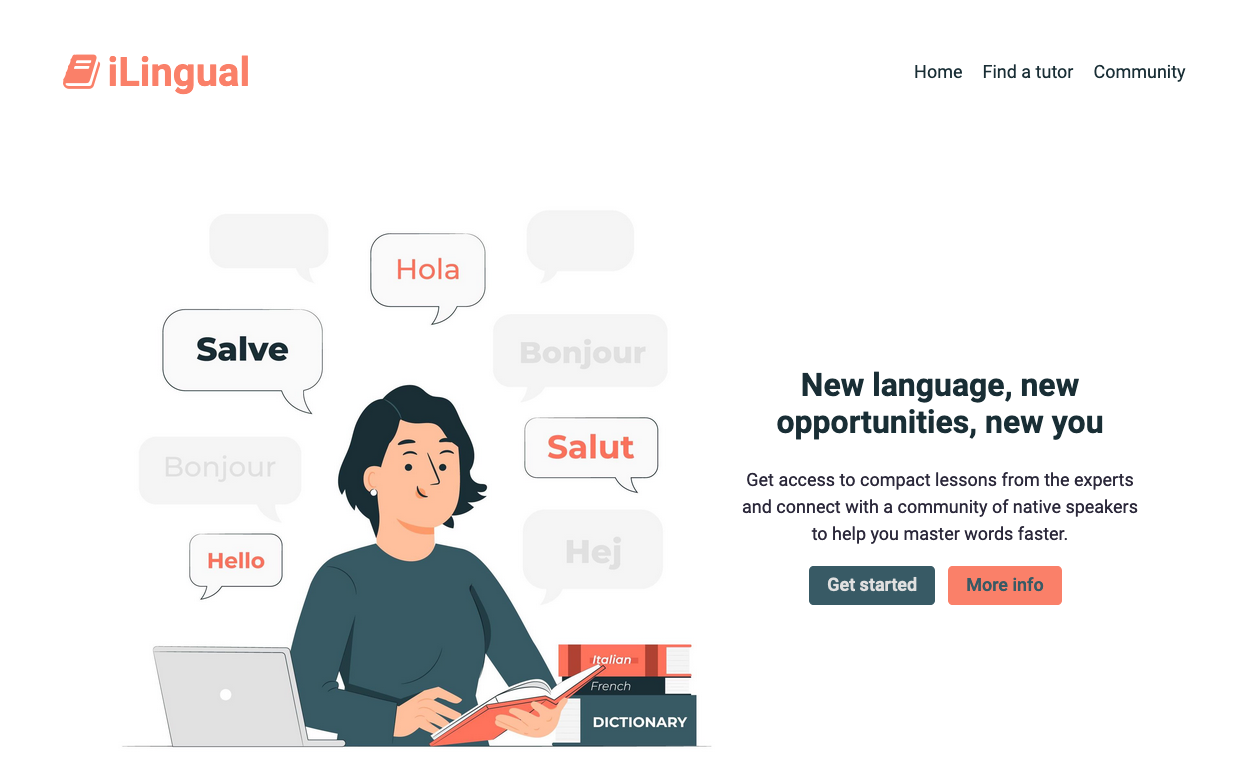 iLingual
Home Find a tutor Community
Hola
Salve
Bonjour
Salut
Bonjour
Hello
Hej
New language, new
opportunities, new you
Get access to compact lessons from the experts
and connect with a community of native speakers
to help you master words faster.
Get started More info
Italian
French
DICTIONARY